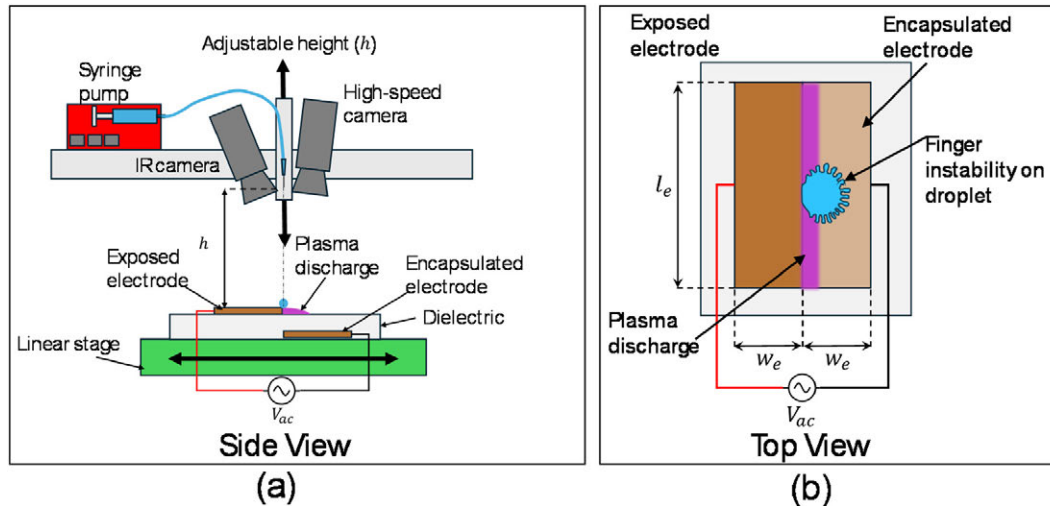 Adjustable height (h)
Syringe
pump
High-speed
camera
IR camera
h
Exposed
electrode
Plasma
discharge
Encapsulated
electrode
Dielectric
Linear stage
V_ac
Side View
(a)
Exposed
electrode
Encapsulated
electrode
Finger
instability on
droplet
l_e
Plasma
discharge
w_e w_e
V_ac
Top View
(b)